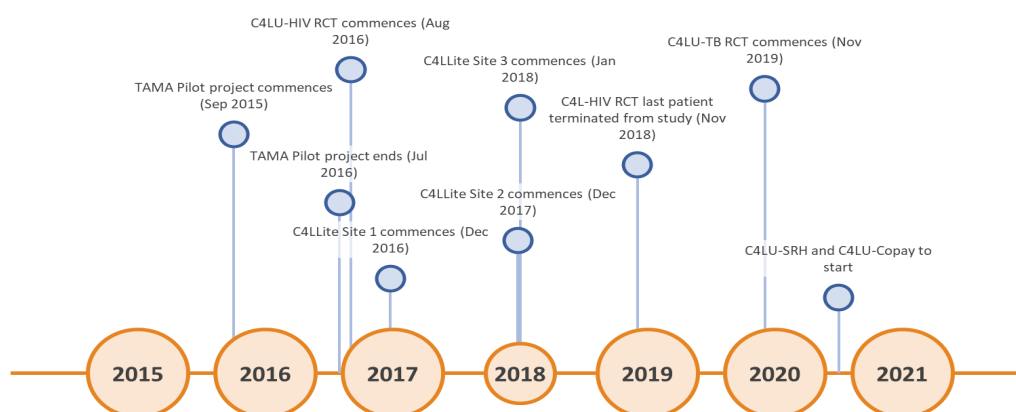 C4LU-HIV RCT commences (Aug
2016)
C4LLite Site 3 commences (Jan
2018)
C4LU-TB RCT commences (Nov
2019)
TAMA Pilot project commences
(Sep 2015)
C4L-HIV RCT last patient
terminated from study (Nov
2018)
TAMA Pilot project ends (Jul
2016)
C4LLite Site 2 commences (Dec
2017)
C4LLite Site 1 commences (Dec
2016)
C4LU-SRH and C4LU-Copay to
start
2015
2016
2017
2018
2019
2020
2021